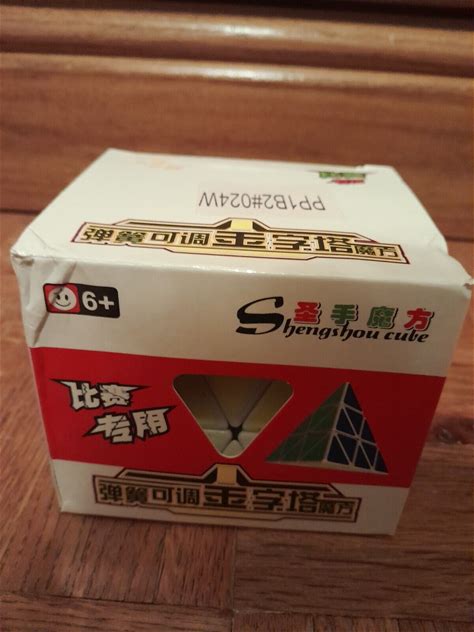 PP1B2#024W
弹簧可调金字塔魔方
6+
圣手魔方
Shengshou cube
比赛
专用
弹簧可调金字塔魔方